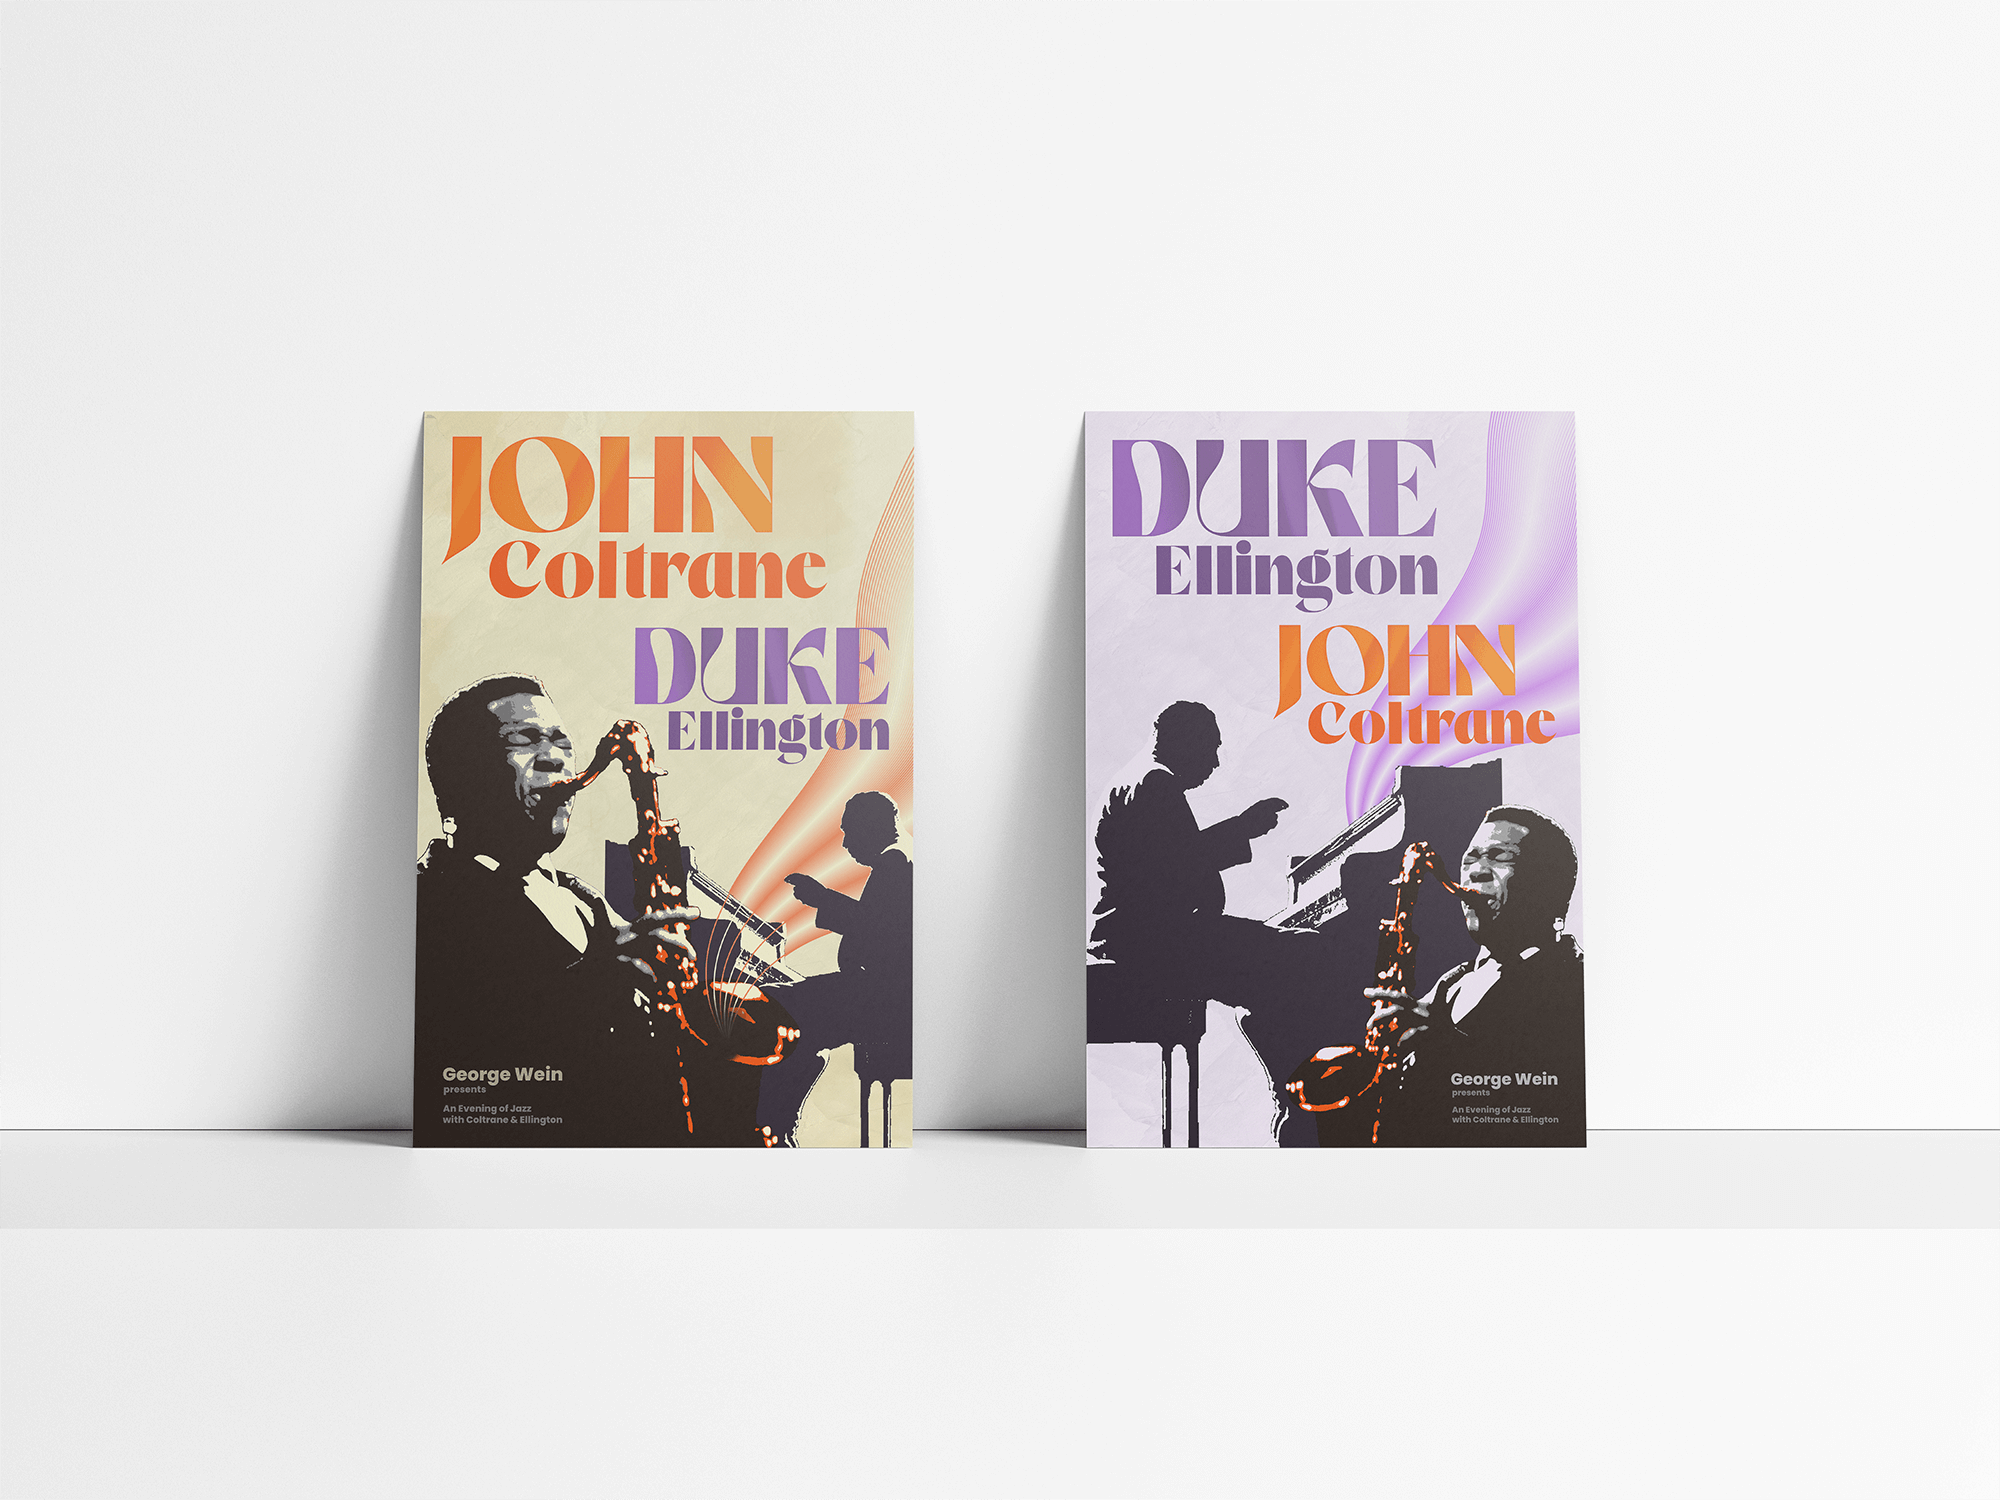 JOHN
Coltrane
DUKE
Ellington
George Wein
presents
An Evening of Jazz
with Coltrane & Ellington
DUKE
Ellington
JOHN
Coltrane
George Wein
presents
An Evening of Jazz
with Coltrane & Ellington